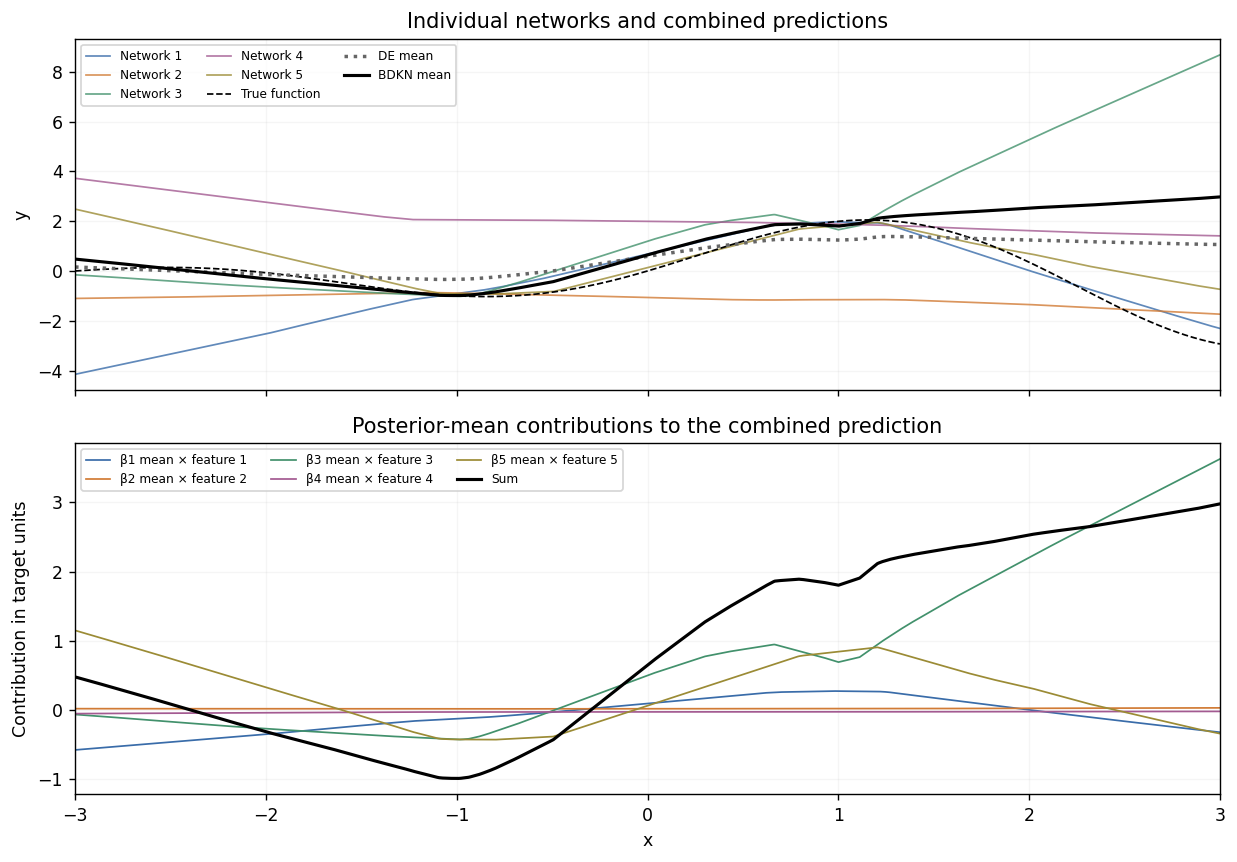 Individual networks and combined predictions
Network 1
Network 2
Network 3
Network 4
Network 5
True function
DE mean
BDKN mean
y
8
6
4
2
0
−2
−4
Posterior-mean contributions to the combined prediction
β1 mean × feature 1
β2 mean × feature 2
β3 mean × feature 3
β4 mean × feature 4
β5 mean × feature 5
Sum
Contribution in target units
3
2
1
0
−1
−3
−2
−1
0
1
2
3
x